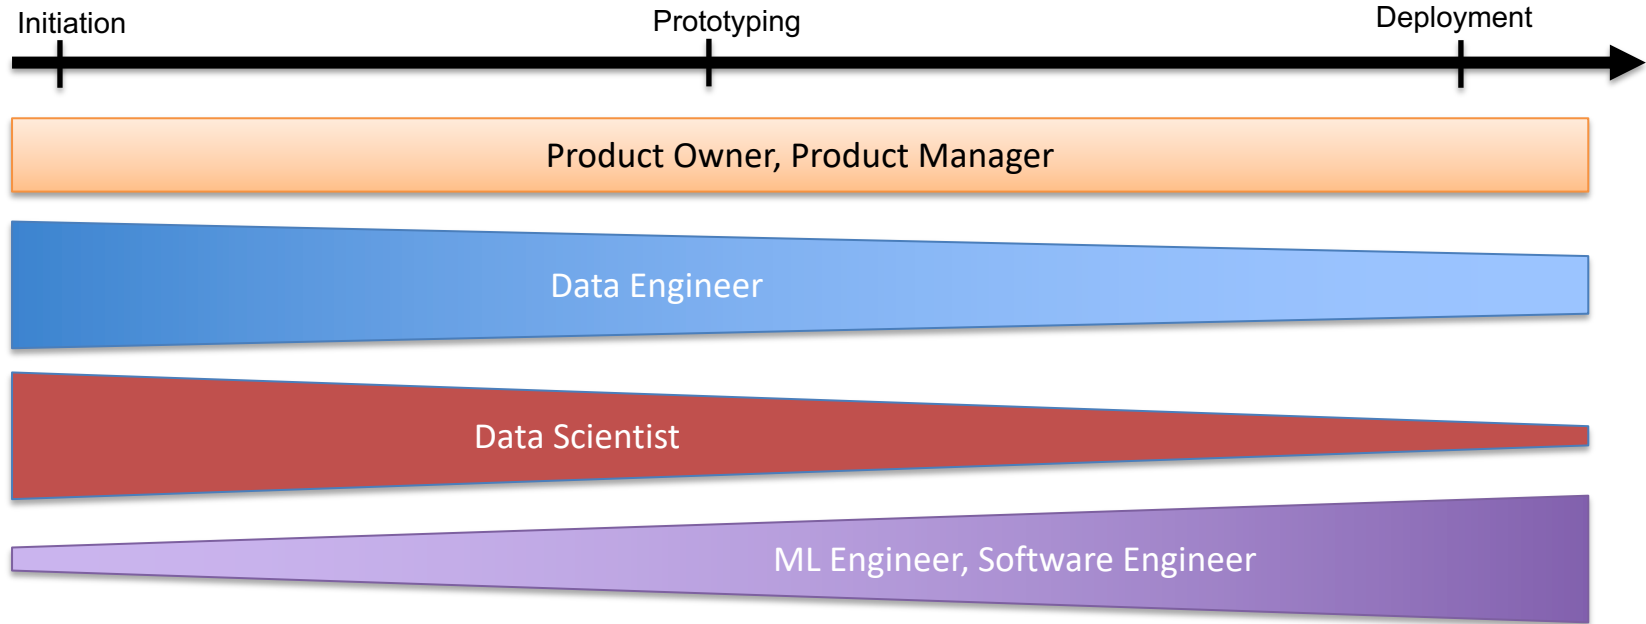 Initiation
Prototyping
Deployment
Product Owner, Product Manager
Data Engineer
Data Scientist
ML Engineer, Software Engineer